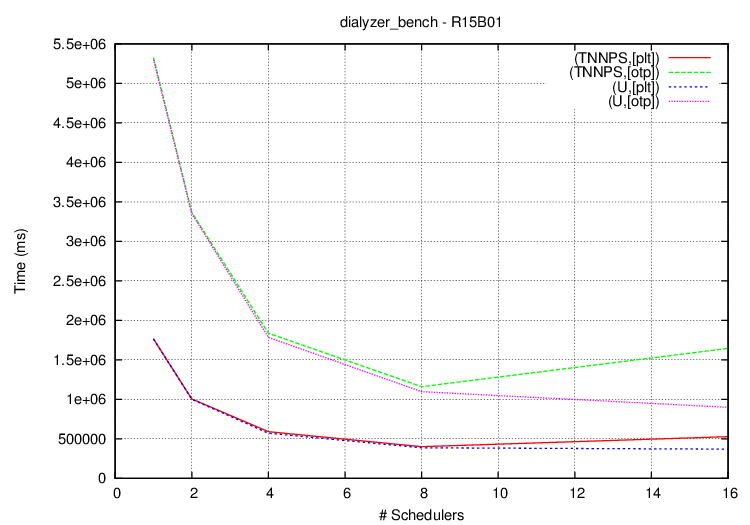 dialyzer_bench - R15B01
5.5e+06
5e+06
4.5e+06
4e+06
3.5e+06
3e+06
2.5e+06
2e+06
1.5e+06
1e+06
500000
0
Time (ms)
(TNNPS,[plt])
(TNNPS,[otp])
(U,[plt])
(U,[otp])
0 2 4 6 8 10 12 14 16
# Schedulers